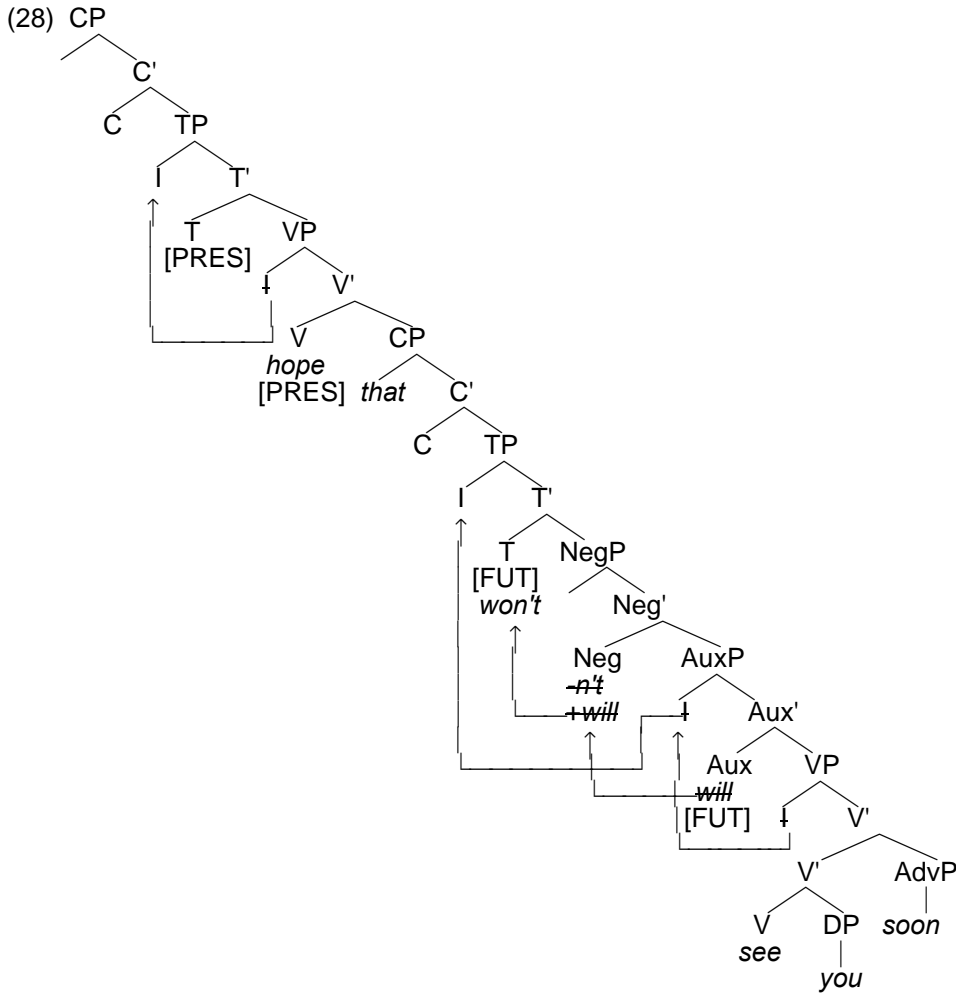 (28) CP
C'
C TP
I T'
T VP
[PRES]
I V'
V CP
hope
[PRES] that C'
C TP
I T'
T NegP
[FUT]
won't Neg'
Neg AuxP
-n't
+will I Aux'
Aux VP
will
[FUT] I V'
V' AdvP
V DP soon
see
you